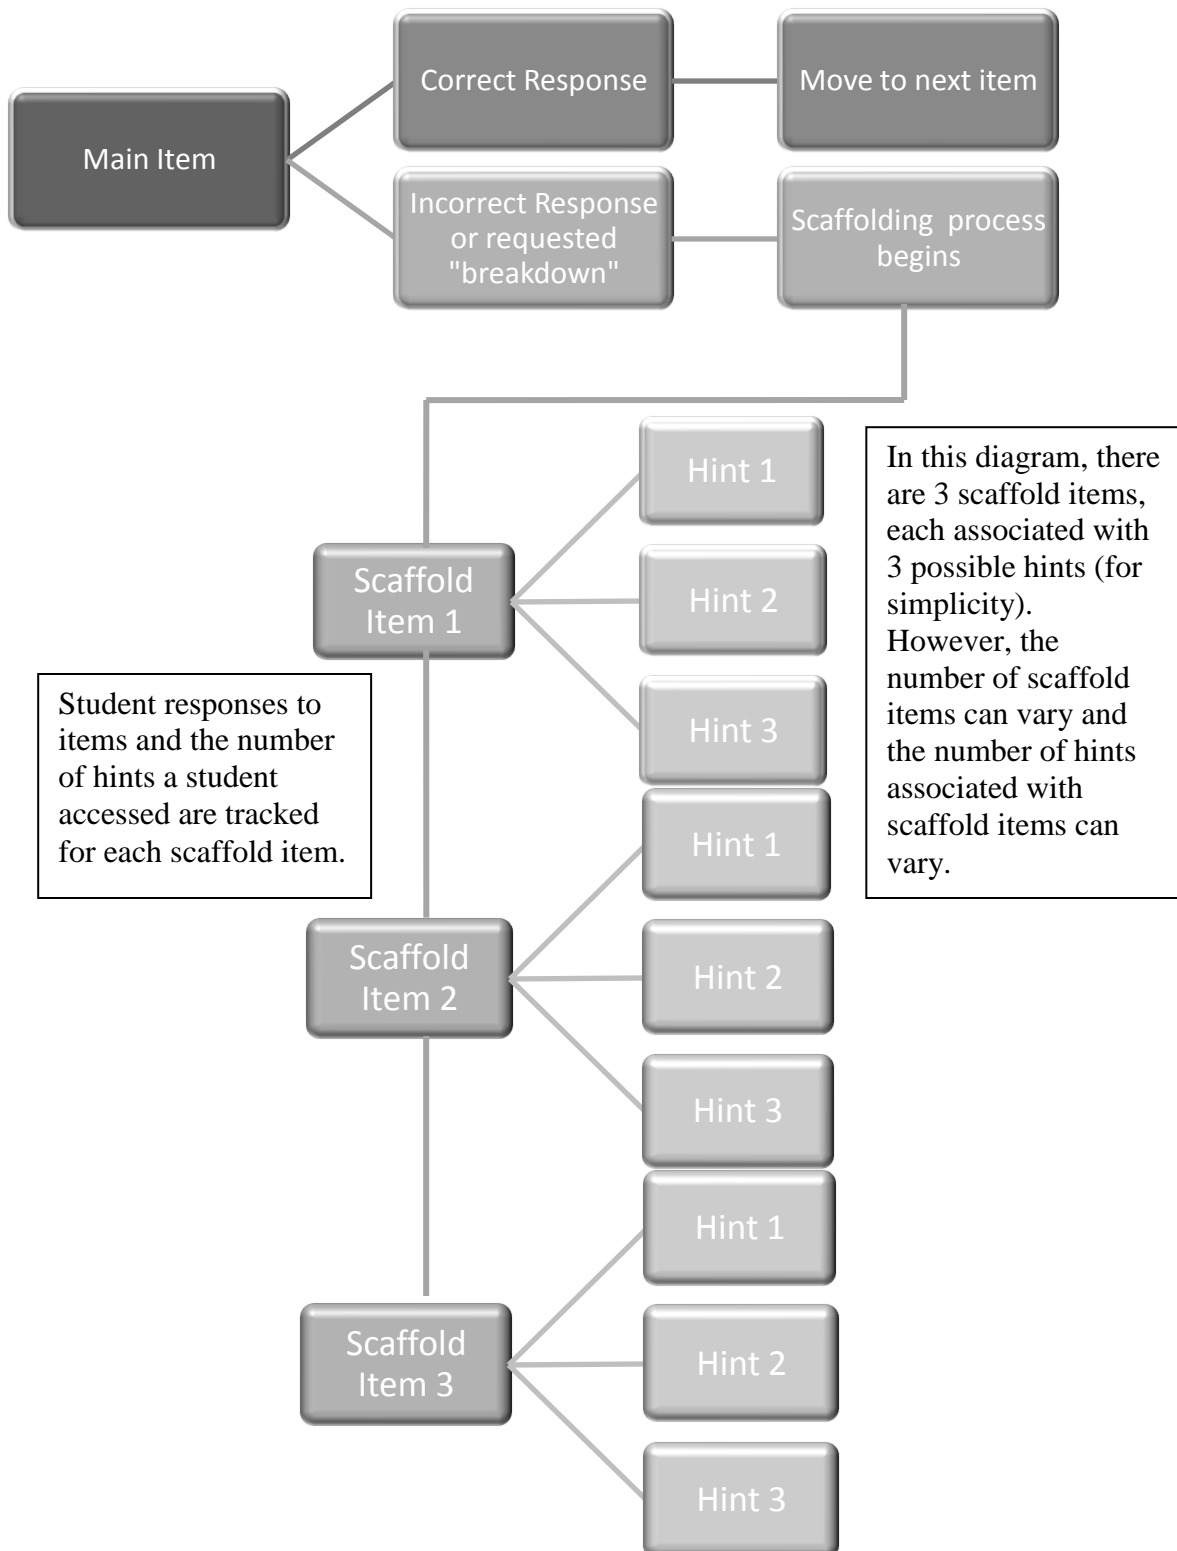 Correct Response
Move to next item
Main Item
Incorrect Response
or requested
"breakdown"
Scaffolding process
begins
Hint 1
Scaffold
Item 1
Hint 2
Hint 3
In this diagram, there
are 3 scaffold items,
each associated with
3 possible hints (for
simplicity).
However, the
number of scaffold
items can vary and
the number of hints
associated with
scaffold items can
vary.
Student responses to
items and the number
of hints a student
accessed are tracked
for each scaffold item.
Hint 1
Scaffold
Item 2
Hint 2
Hint 3
Hint 1
Scaffold
Item 3
Hint 2
Hint 3